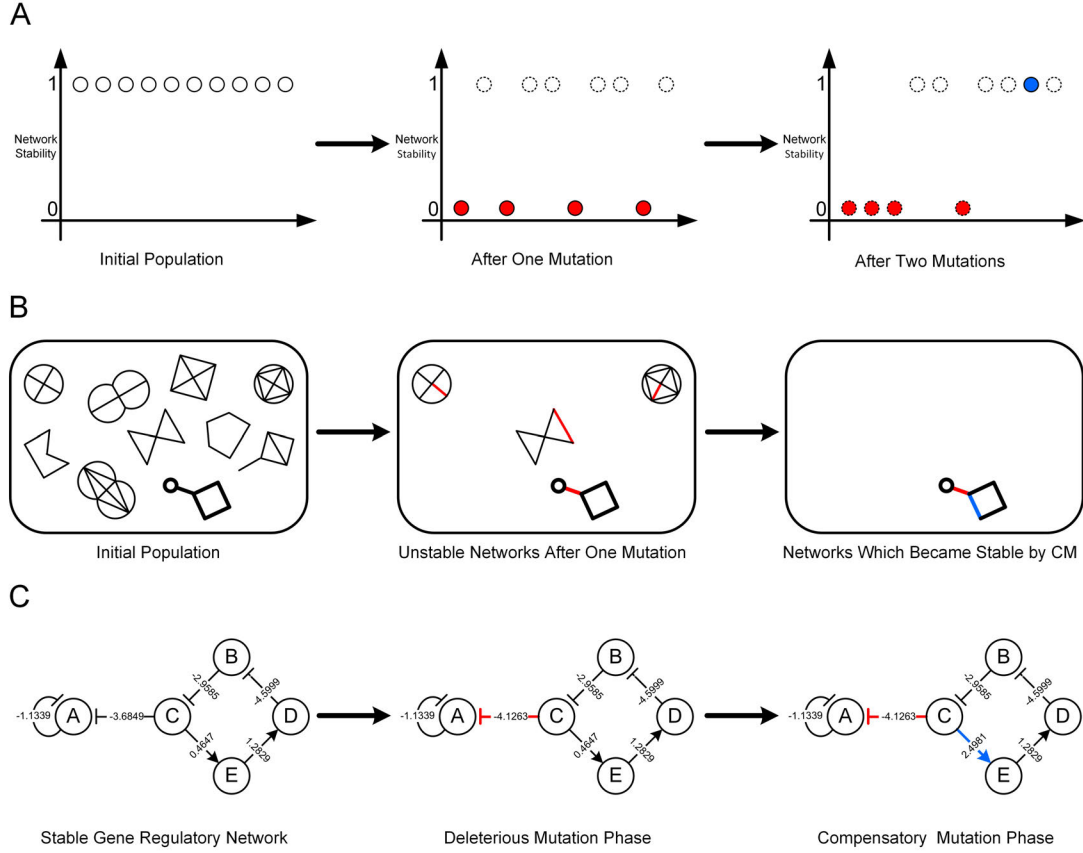 A
1
Network
Stability
0
Initial Population
1
Network
Stability
0
After One Mutation
1
Network
Stability
0
After Two Mutations
B
Initial Population
Unstable Networks After One Mutation
Networks Which Became Stable by CM
C
B
-2.9585
-4.5999
-1.1339
A
-3.6849
C
D
0.4647
1.2829
E
Stable Gene Regulatory Network
B
-2.9585
-4.5999
-1.1339
A
-4.1263
C
D
0.4647
1.2829
E
Deleterious Mutation Phase
B
-2.9585
-4.5999
-1.1339
A
-4.1263
C
D
2.4981
1.2829
E
Compensatory Mutation Phase